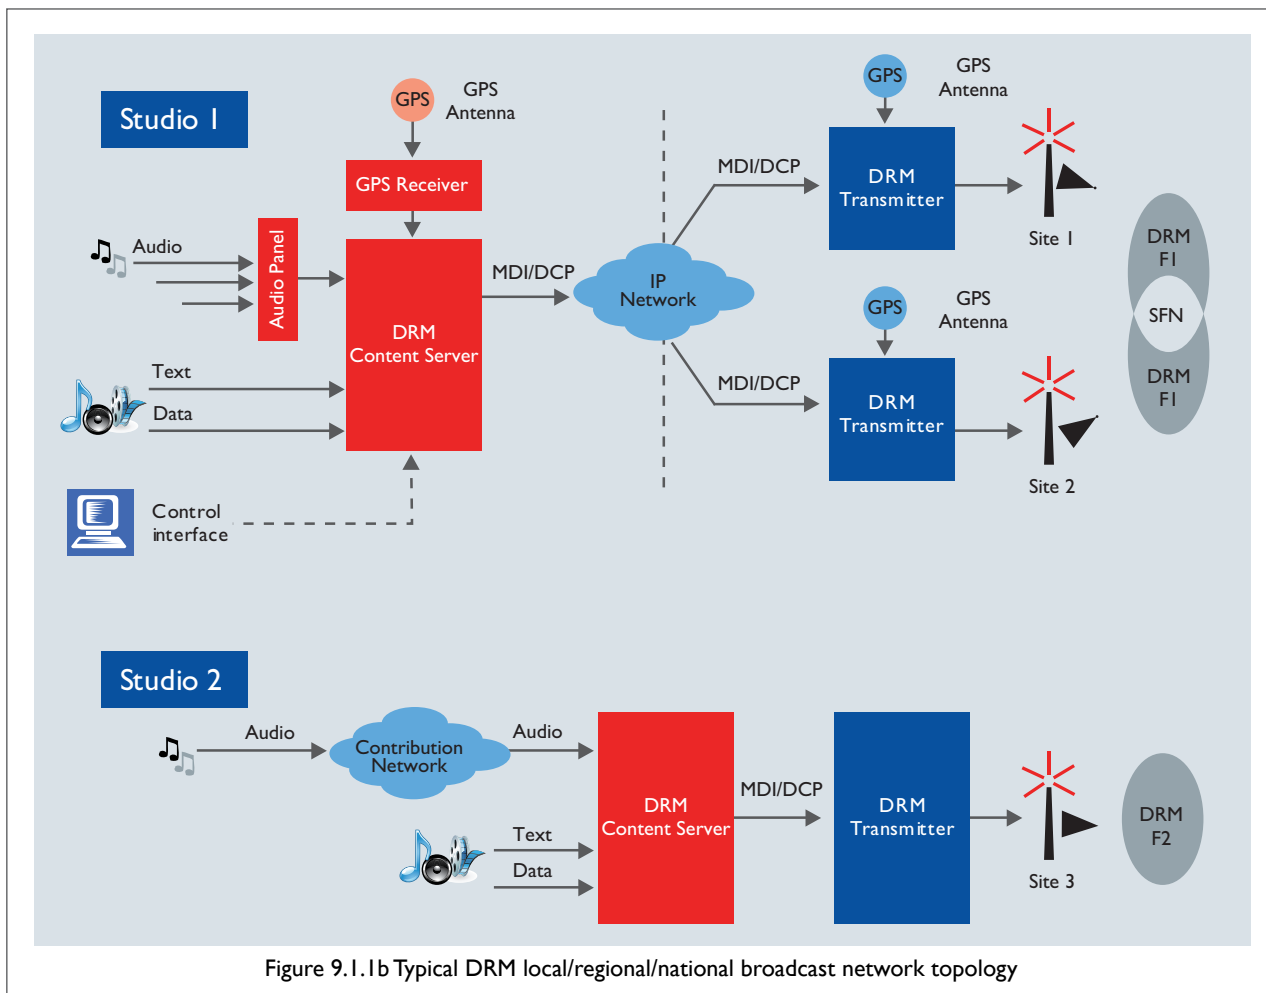 Studio 1
GPS
GPS
Antenna
GPS Receiver
Audio
Audio Panel
DRM
Content Server
Text
Data
Control
interface
MDI/DCP
IP
Network
MDI/DCP
MDI/DCP
GPS
GPS
Antenna
DRM
Transmitter
Site 1
GPS
GPS
Antenna
DRM
Transmitter
Site 2
DRM
F1
SFN
DRM
F1
Studio 2
Audio
Contribution
Network
Audio
Text
Data
DRM
Content Server
MDI/DCP
DRM
Transmitter
Site 3
DRM
F2
Figure 9.1.1b Typical DRM local/regional/national broadcast network topology